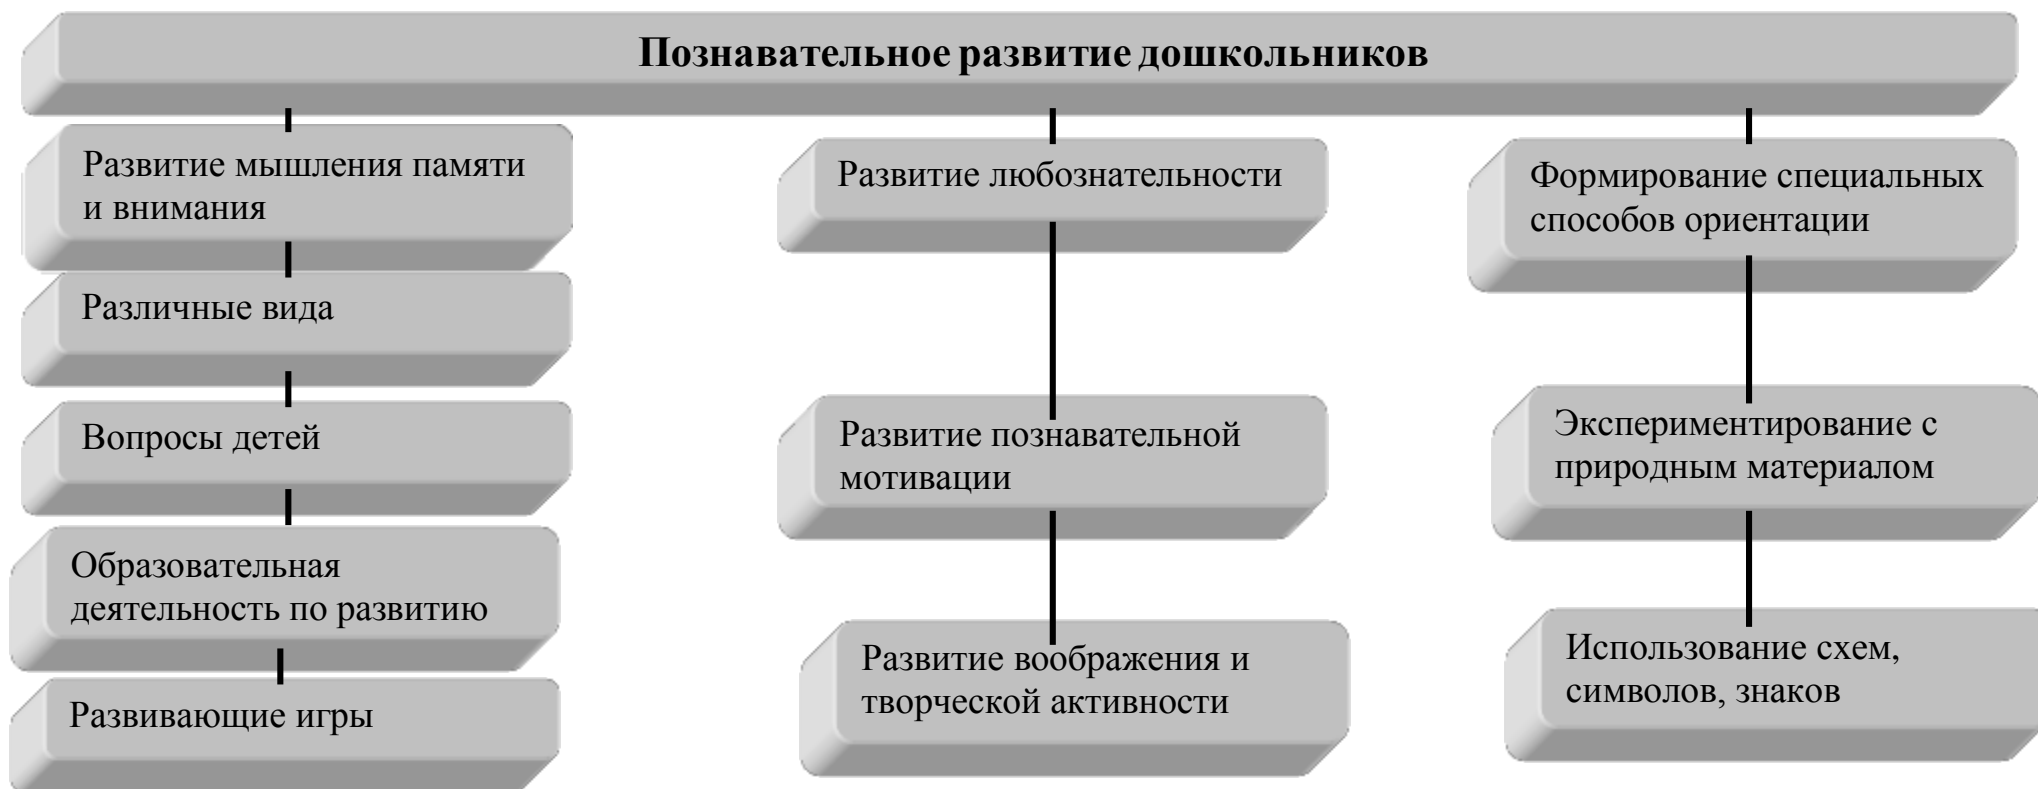 Познавательное развитие дошкольников
Развитие мышления памяти
и внимания
Различные вида
Вопросы детей
Образовательная
деятельность по развитию
Развивающие игры
Развитие любознательности
Развитие познавательной
мотивации
Развитие воображения и
творческой активности
Формирование специальных
способов ориентации
Экспериментирование с
природным материалом
Использование схем,
символов, знаков